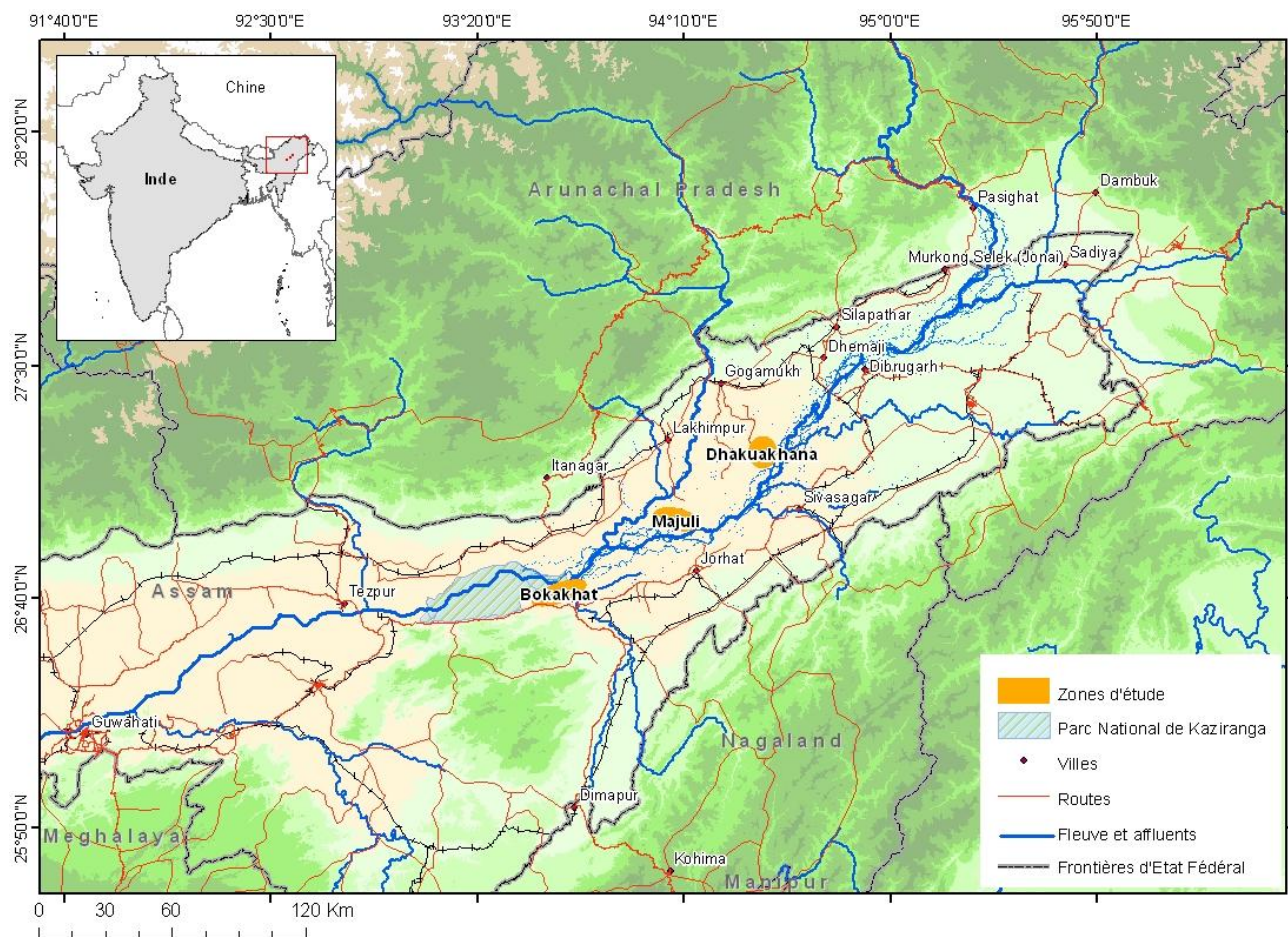 91°40'0"E 92°30'0"E 93°20'0"E 94°10'0"E 95°0'0"E 95°50'0"E
Chine
Inde
28°20'0"N
27°30'0"N
26°40'0"N
25°50'0"N
Arunachal Pradesh
Dambuk
Pasighat
Murkong Selek (Jonai)
Sadiya
Silapathar
Dhemaji
Dibrugarh
Gogamukh
Lakhimpur
Dhakuakhana
Itanagar
Sivasagar
Majuli
Jorhat
Bokakhat
Tezpur
Assam
Guwahati
Nagaland
Dimapur
Meghalaya
Kohima
Manipur
Zones d'étude
Parc National de Kaziranga
Villes
Routes
Fleuve et affluents
Frontières d'Etat Fédéral
0 30 60 120 Km